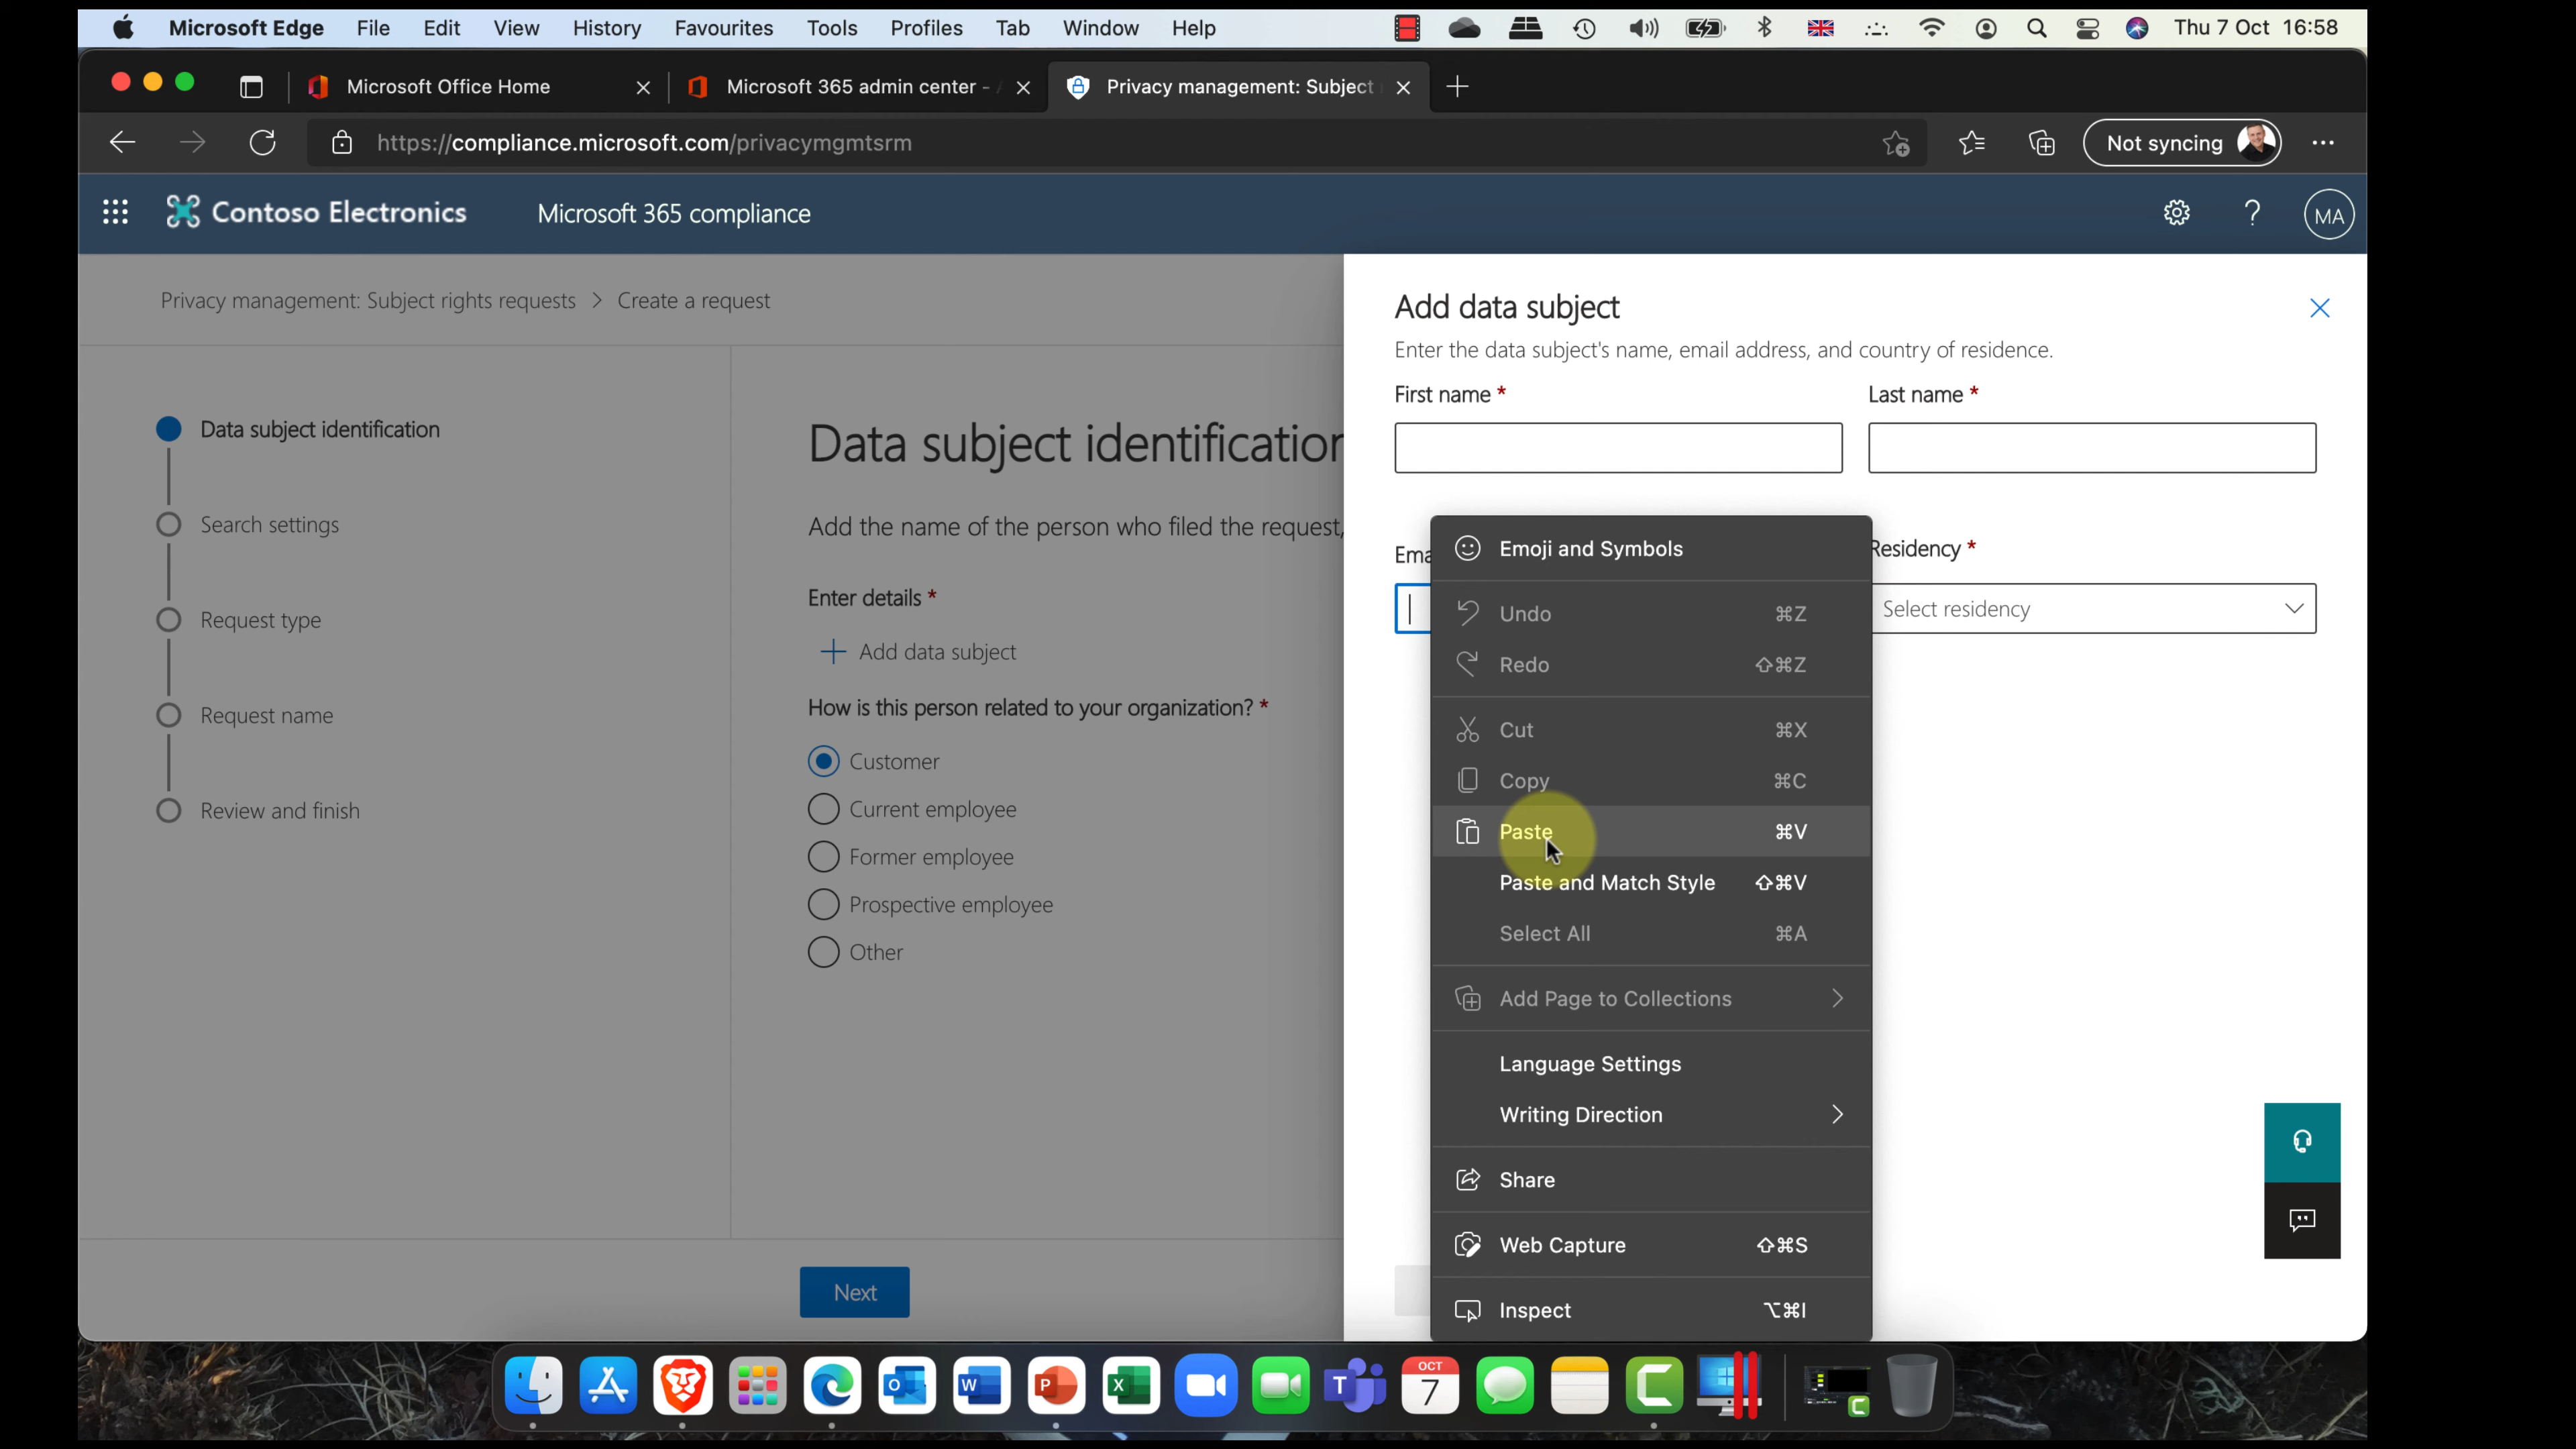 Microsoft Edge File Edit View History Favourites Tools Profiles Tab Window Help Thu 7 Oct 16:58
Microsoft Office Home Microsoft 365 admin center - Privacy management: Subject
https://compliance.microsoft.com/privacymgmtsrm Not syncing
Contoso Electronics Microsoft 365 compliance MA
Privacy management: Subject rights requests > Create a request
Data subject identification
Search settings
Request type
Request name
Review and finish
Data subject identification
Add the name of the person who filed the request,
Enter details *
+ Add data subject
How is this person related to your organization? *
Customer
Current employee
Former employee
Prospective employee
Other
Next
Add data subject
Enter the data subject's name, email address, and country of residence.
First name * Last name *
Ema Residency *
Select residency
Emoji and Symbols
Undo ⌘Z
Redo ⇧⌘Z
Cut ⌘X
Copy ⌘C
Paste ⌘V
Paste and Match Style ⇧⌘V
Select All ⌘A
Add Page to Collections
Language Settings
Writing Direction
Share
Web Capture ⇧⌘S
Inspect ⌥⌘I
OCT
7